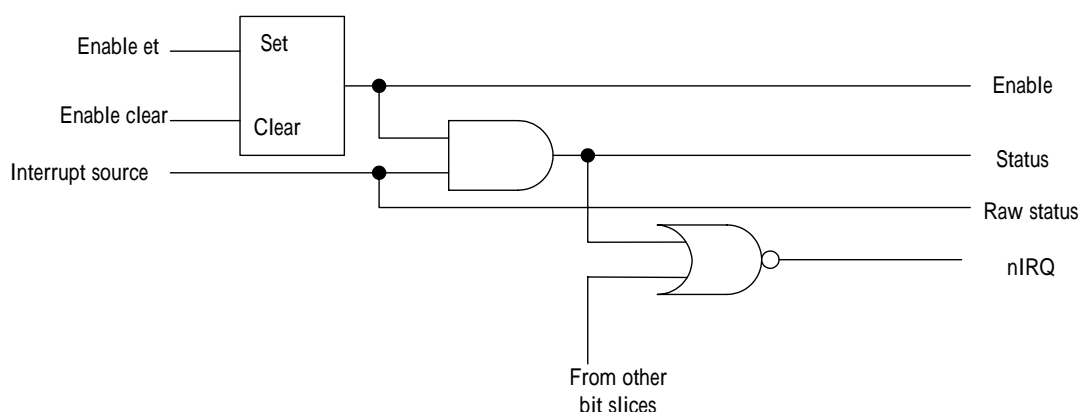 Enable et
Set
Enable
Enable clear
Clear
Status
Interrupt source
Raw status
nIRQ
From other
bit slices